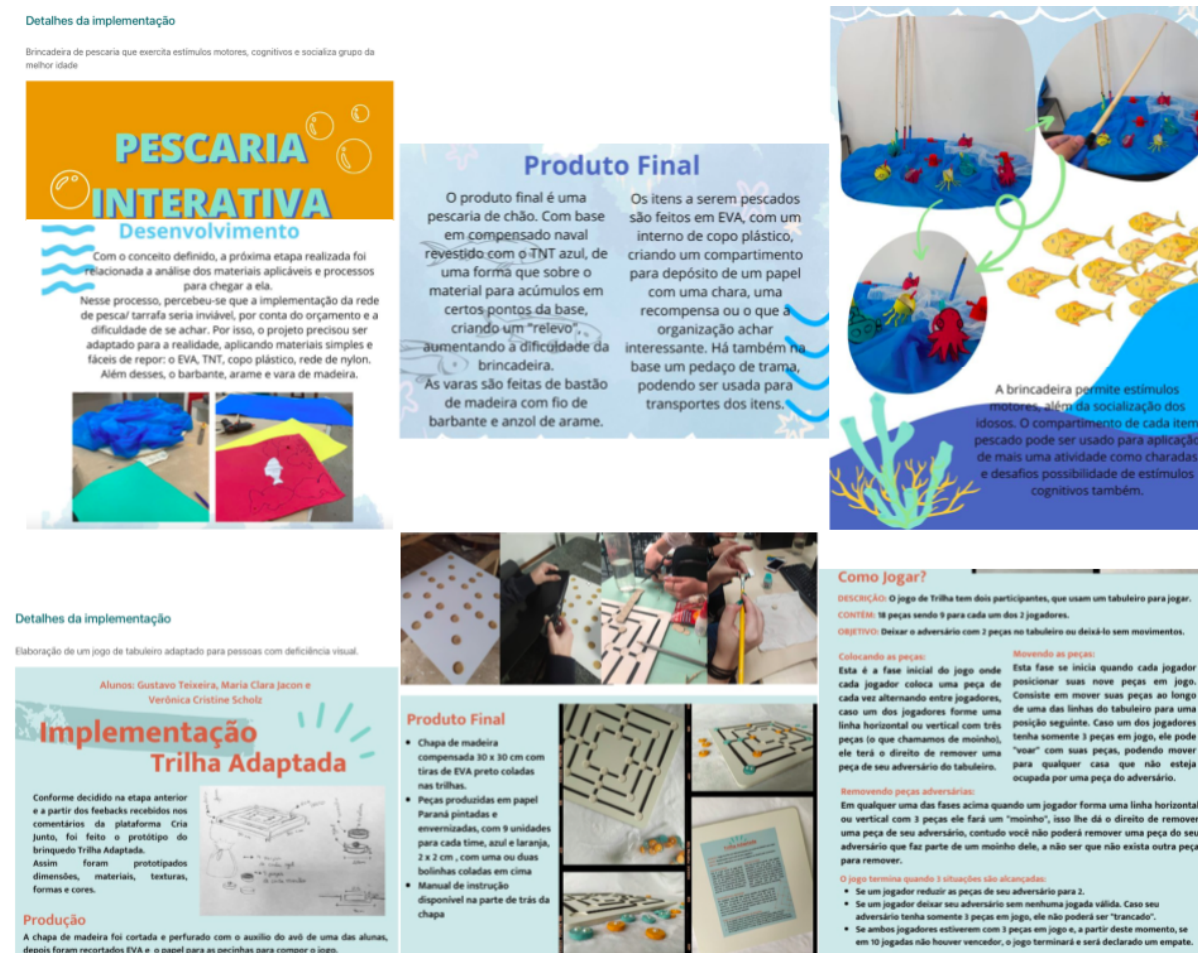 Detalhes da implementação
Brincadeira de pescaria que exercita estímulos motores, cognitivos e socializa grupo da
melhor idade
PESCARIA
INTERATIVA
Desenvolvimento
Com o conceito definido, a próxima etapa realizada foi
relacionada a análise dos materiais aplicáveis e processos
para chegar a ela.
Nesse processo, percebeu-se que a implementação da rede
de pesca/ tarrafa seria inviável, por conta do orçamento e a
dificuldade de se achar. Por isso, o projeto precisou ser
adaptado para a realidade, aplicando materiais simples e
fáceis de repor: o EVA, TNT, copo plástico, rede de nylon.
Além desses, o barbante, arame e vara de madeira.
Produto Final
O produto final é uma
pescaria de chão. Com base
em compensado naval
revestido com o TNT azul, de
uma forma que sobre o
material para acúmulos em
certos pontos da base,
criando um "relevo",
aumentando a dificuldade da
brincadeira.
As varas são feitas de bastão
de madeira com fio de
barbante e anzol de arame.
Os itens a serem pescados
são feitos em EVA, com um
interno de copo plástico,
criando um compartimento
para depósito de um papel
com uma chara, uma
recompensa ou o que a
organização achar
interessante. Há também na
base um pedaço de trama,
podendo ser usada para
transportes dos itens.
A brincadeira permite estímulos
motores, além da socialização dos
idosos. O compartimento de cada item
pescado pode ser usado para aplicação
de mais uma atividade como charadas
e desafios possibilidade de estímulos
cognitivos também.
Detalhes da implementação
Elaboração de um jogo de tabuleiro adaptado para pessoas com deficiência visual.
Alunos: Gustavo Teixeira, Maria Clara Jacon e
Verônica Cristine Scholz
Implementação
Trilha Adaptada
Conforme decidido na etapa anterior
e a partir dos feebacks recebidos nos
comentários da plataforma Cria
Junto, foi feito o protótipo do
brinquedo Trilha Adaptada.
Assim foram prototipados
dimensões, materiais, texturas,
formas e cores.
Produção
A chapa de madeira foi cortada e perfurado com o auxilio do avô de uma das alunas,
depois foram recortados EVA e o papel para as pecinhas para compor o jogo.
Produto Final
• Chapa de madeira
compensada 30 x 30 cm com
tiras de EVA preto coladas
nas trilhas.
• Peças produzidas em papel
Paraná pintadas e
envernizadas, com 9 unidades
para cada time, azul e laranja,
2 x 2 cm , com uma ou duas
bolinhas coladas em cima
• Manual de instrução
disponível na parte de trás da
chapa
Como Jogar?
DESCRIÇÃO: O jogo de Trilha tem dois participantes, que usam um tabuleiro para jogar.
CONTÉM: 18 peças sendo 9 para cada um dos 2 jogadores.
OBJETIVO: Deixar o adversário com 2 peças no tabuleiro ou deixá-lo sem movimentos.
Colocando as peças:
Esta é a fase inicial do jogo onde
cada jogador coloca uma peça de
cada vez alternando entre jogadores,
caso um dos jogadores forme uma
linha horizontal ou vertical com três
peças (o que chamamos de moinho),
ele terá o direito de remover uma
peça de seu adversário do tabuleiro.
Movendo as peças:
Esta fase se inicia quando cada jogador
posicionar suas nove peças em jogo.
Consiste em mover suas peças ao longo
de uma das linhas do tabuleiro para uma
posição seguinte. Caso um dos jogadores
tenha somente 3 peças em jogo, ele pode
"voar" com suas peças, podendo mover
para qualquer casa que não esteja
ocupada por uma peça do adversário.
Removendo peças adversárias:
Em qualquer uma das fases acima quando um jogador forma uma linha horizontal
ou vertical com 3 peças ele fará um "moinho", isso lhe dá o direito de remover
uma peça de seu adversário, contudo você não poderá remover uma peça do seu
adversário que faz parte de um moinho dele, a não ser que não exista outra peça
para remover.
O jogo termina quando 3 situações são alcançadas:
• Se um jogador reduzir as peças de seu adversário para 2.
• Se um jogador deixar seu adversário sem nenhuma jogada válida. Caso seu
adversário tenha somente 3 peças em jogo, ele não poderá ser "trancado".
• Se ambos jogadores estiverem com 3 peças em jogo e, a partir deste momento, se
em 10 jogadas não houver vencedor, o jogo terminará e será declarado um empate.